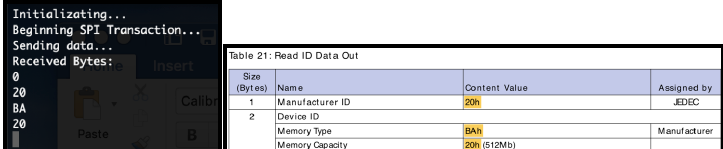 Initializating...
Beginning SPI Transaction...
Sending data...
Received Bytes:
0
20
BA
20
Home
Insert
Calibr
Paste
B
Table 21: Read ID Data Out
Size
(Bytes) Name Content Value Assigned by
1 Manufacturer ID 20h JEDEC
2 Device ID
Memory Type BAh Manufacturer
Memory Capacity 20h (512Mb)